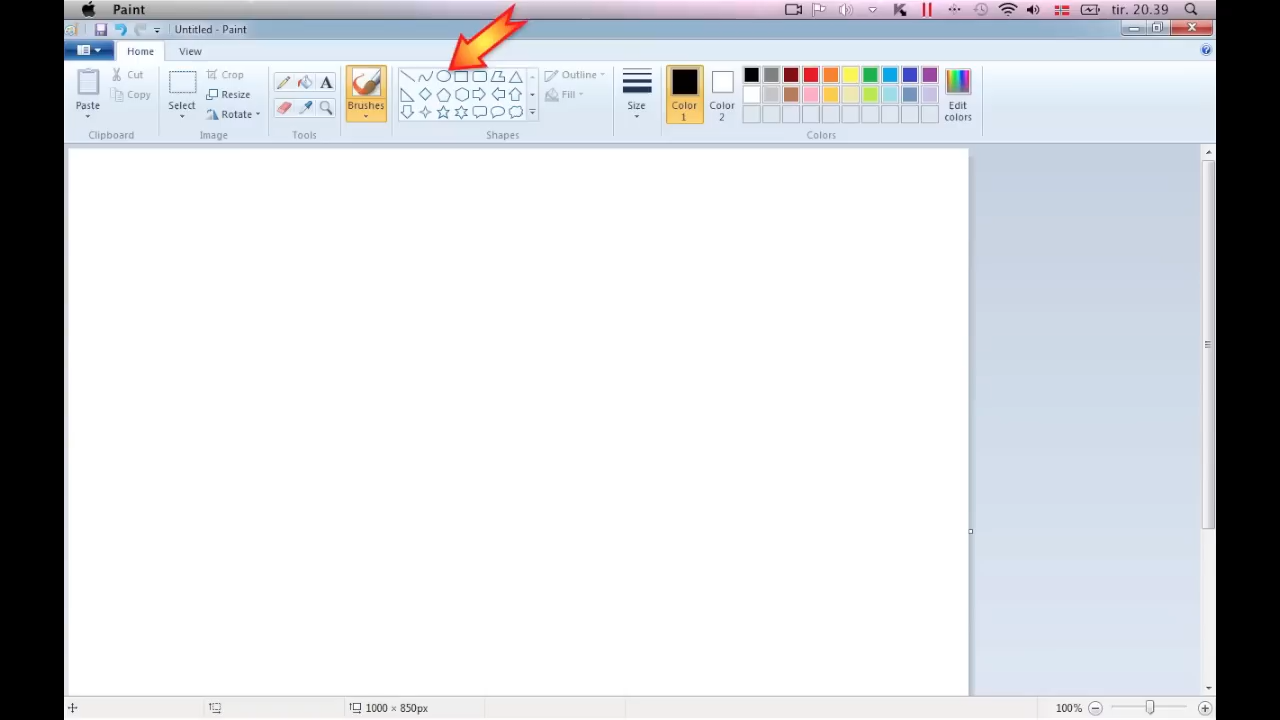 Paint
tir. 20.39
Untitled - Paint
Home
View
Paste
Cut
Copy
Clipboard
Select
Crop
Resize
Rotate
Image
A
Tools
Brushes
Shapes
Outline
Fill
Size
Color
1
Color
2
Edit
colors
Colors
1000 × 850px
100%